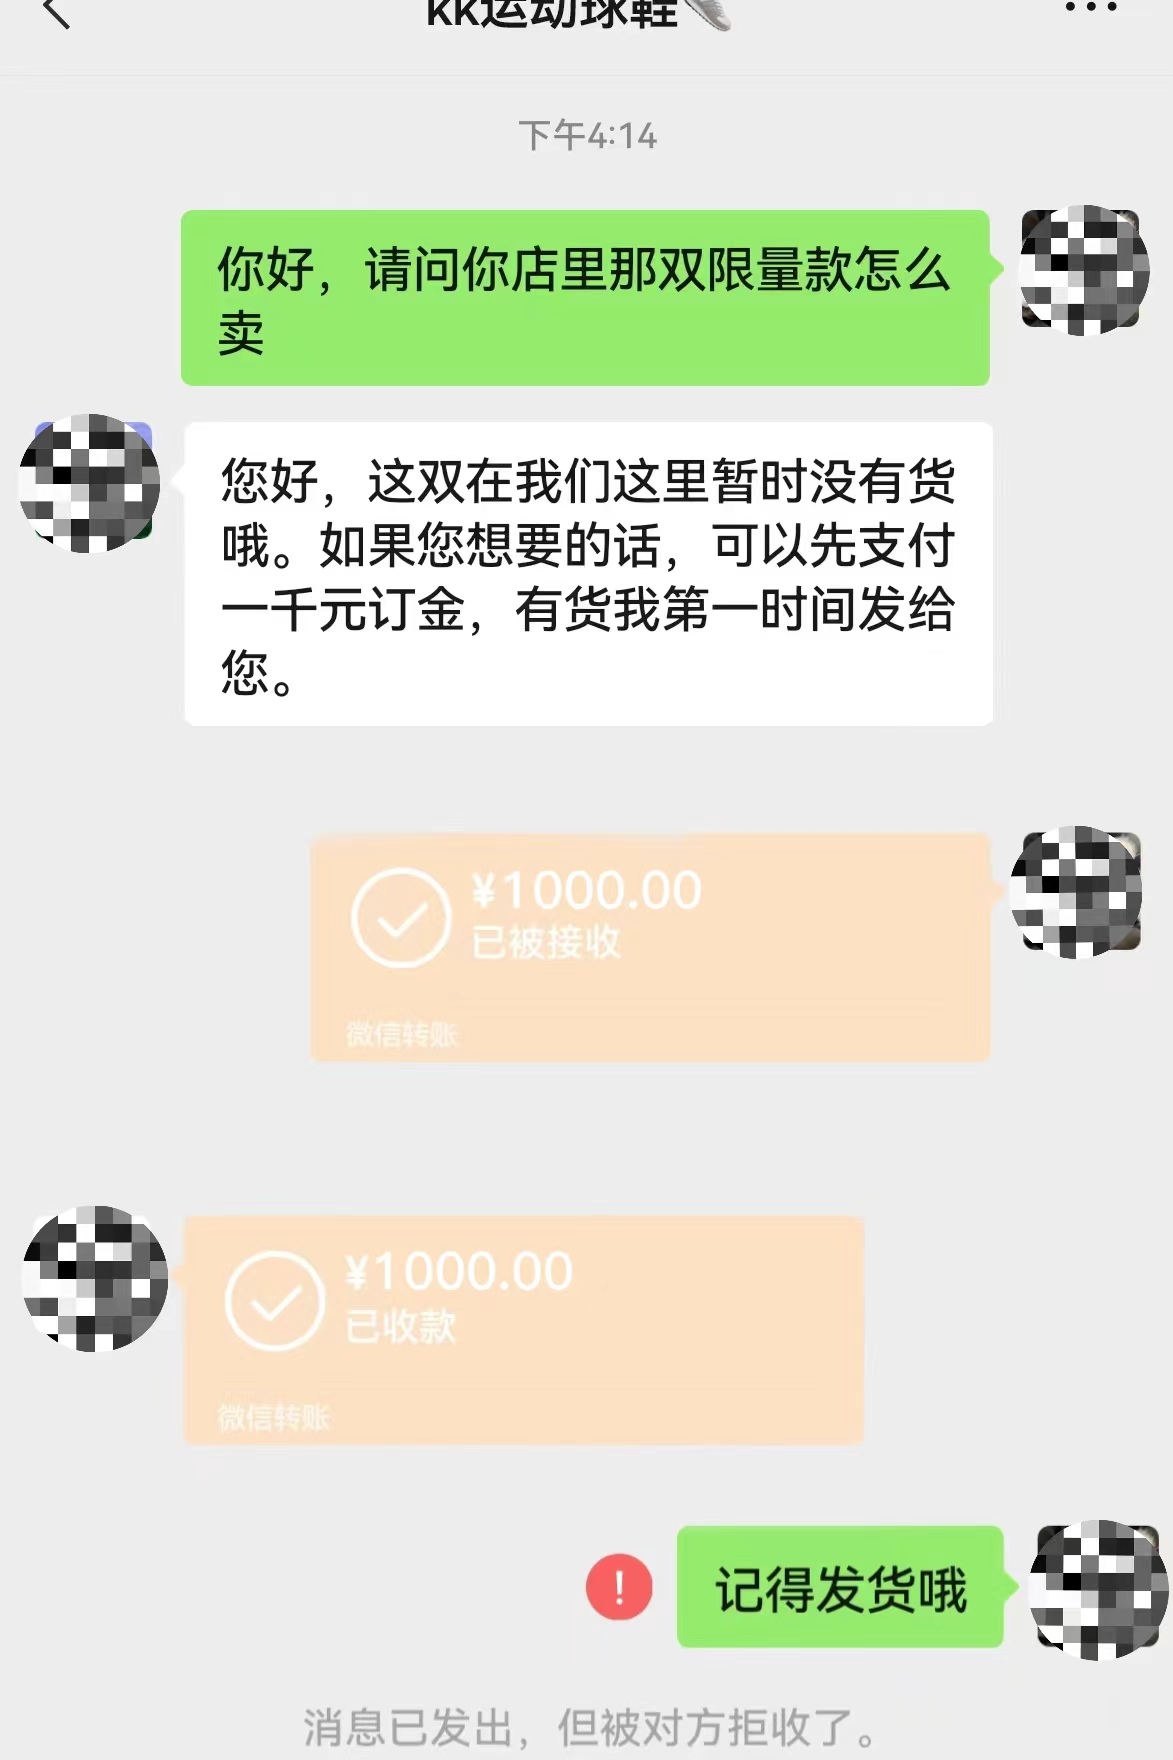 kk运动球鞋
下午4:14
你好，请问你店里那双限量款怎么
卖
您好，这双在我们这里暂时没有货
哦。如果您想要的话，可以先支付
一千元订金，有货我第一时间发给
您。
¥1000.00
已被接收
微信转账
¥1000.00
已收款
微信转账
!
记得发货哦
消息已发出，但被对方拒收了。